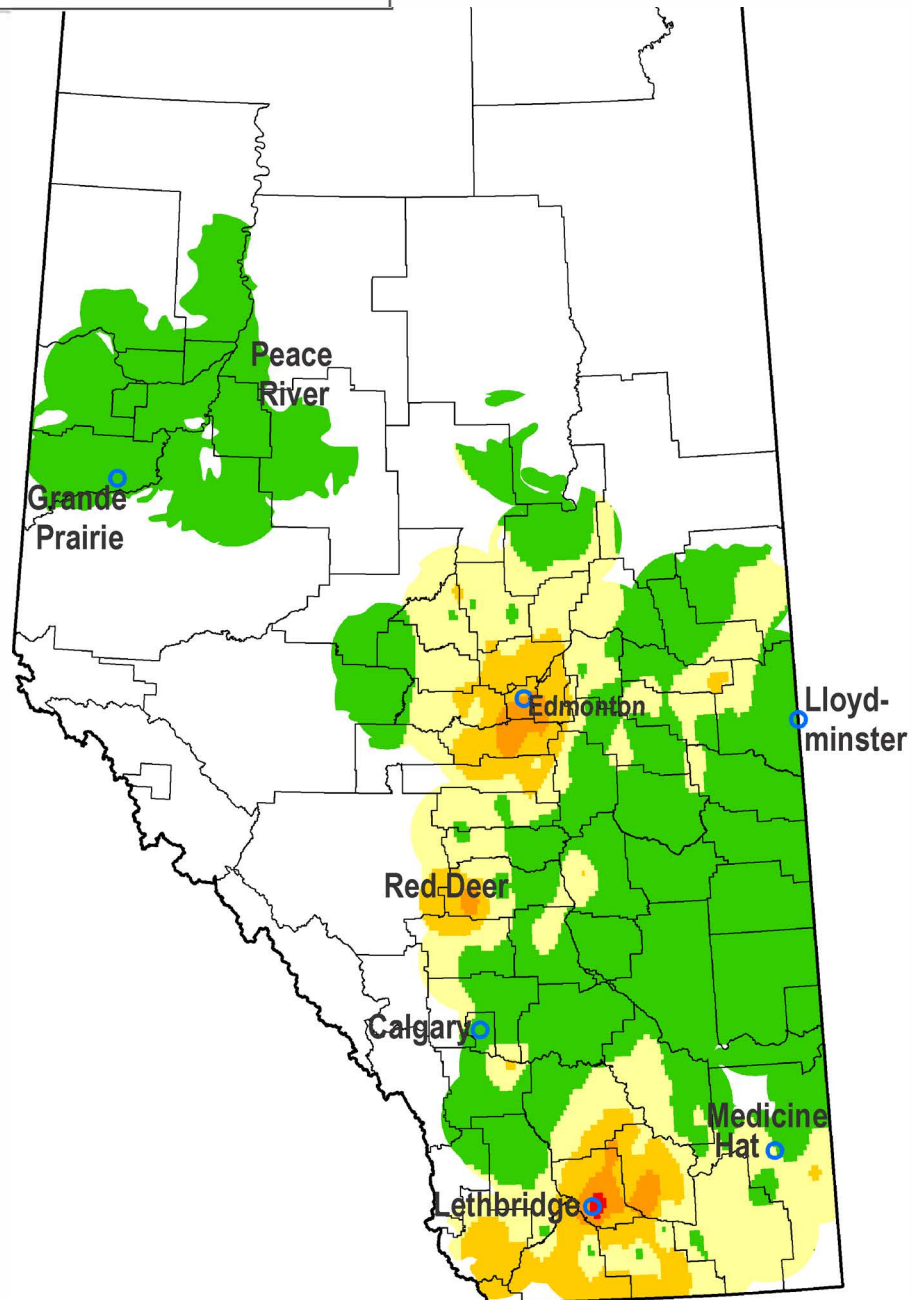 Peace
River
Grande
Prairie
Edmonton
Lloyd-
minster
Red Deer
Calgary
Medicine
Hat
Lethbridge